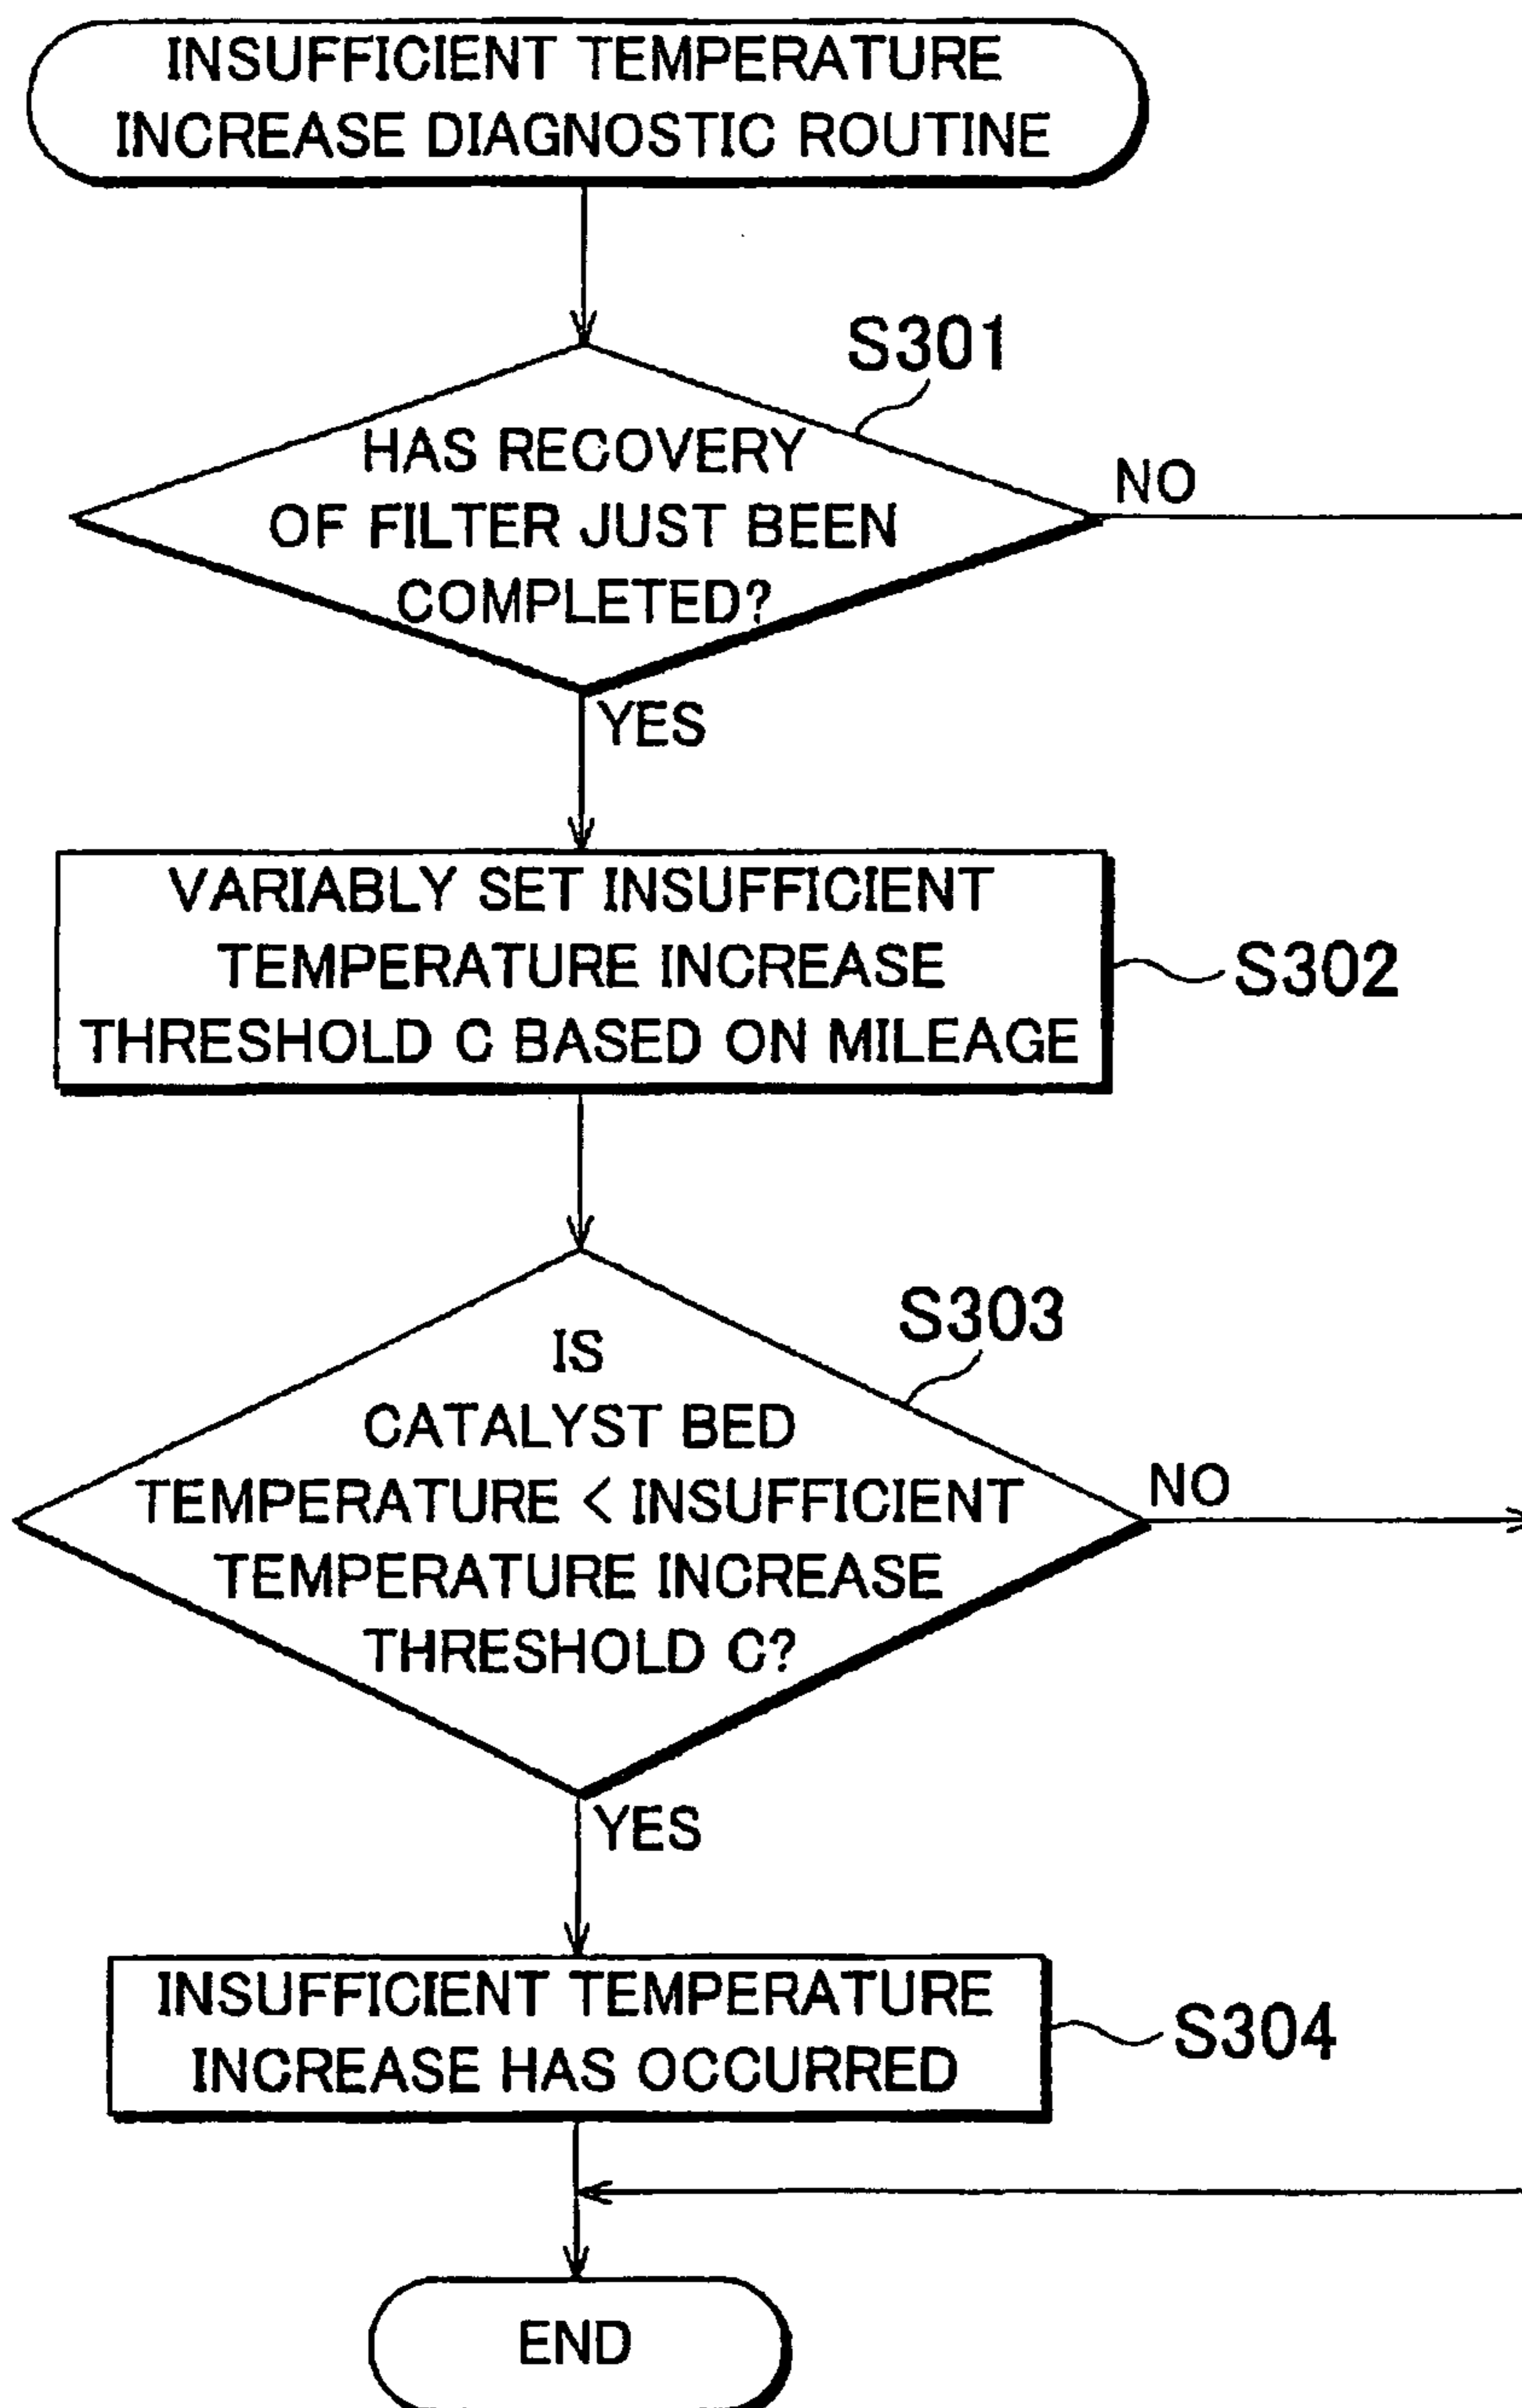 INSUFFICIENT TEMPERATURE
INCREASE DIAGNOSTIC ROUTINE
S301
HAS RECOVERY
OF FILTER JUST BEEN
COMPLETED?
NO
YES
VARIABLY SET INSUFFICIENT
TEMPERATURE INCREASE
THRESHOLD C BASED ON MILEAGE
S302
S303
IS
CATALYST BED
TEMPERATURE < INSUFFICIENT
TEMPERATURE INCREASE
THRESHOLD C?
NO
YES
INSUFFICIENT TEMPERATURE
INCREASE HAS OCCURRED
S304
END